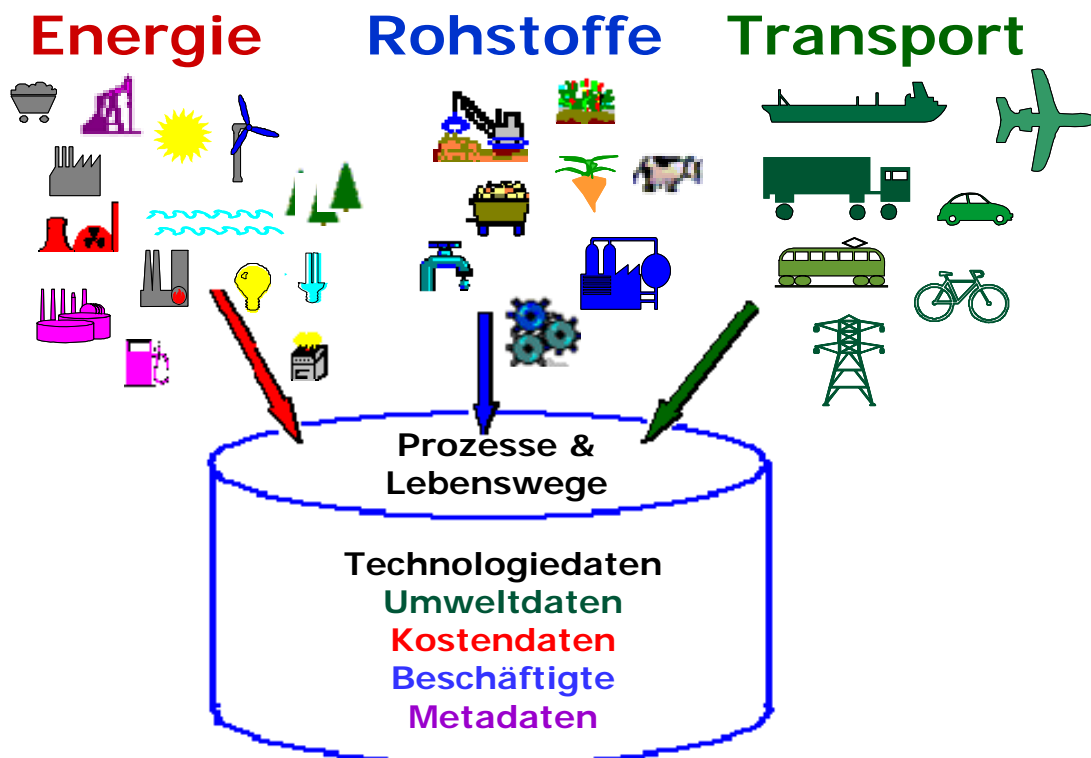 Energie Rohstoffe Transport
Prozesse &
Lebenswege
Technologiedaten
Umweltdaten
Kostendaten
Beschäftigte
Metadaten